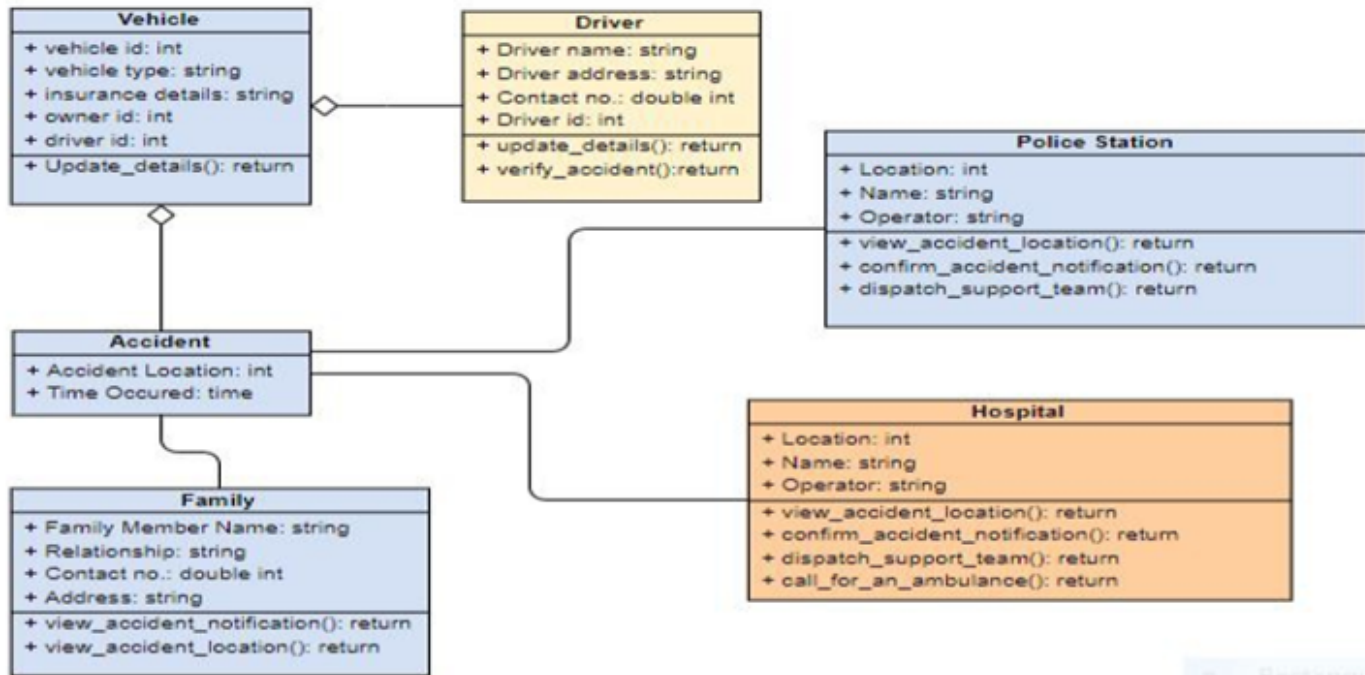 Vehicle
+ vehicle id: int
+ vehicle type: string
+ insurance details: string
+ owner id: int
+ driver id: int
+ Update_details(): return
Driver
+ Driver name: string
+ Driver address: string
+ Contact no.: double int
+ Driver id: int
+ update_details(): return
+ verify_accident():return
Police Station
+ Location: int
+ Name: string
+ Operator: string
+ view_accident_location(): return
+ confirm_accident_notification(): return
+ dispatch_support_team(): return
Accident
+ Accident Location: int
+ Time Occured: time
Hospital
+ Location: int
+ Name: string
+ Operator: string
+ view_accident_location(): return
+ confirm_accident_notification(): return
+ dispatch_support_team(): return
+ call_for_an_ambulance(): return
Family
+ Family Member Name: string
+ Relationship: string
+ Contact no.: double int
+ Address: string
+ view_accident_notification(): return
+ view_accident_location(): return